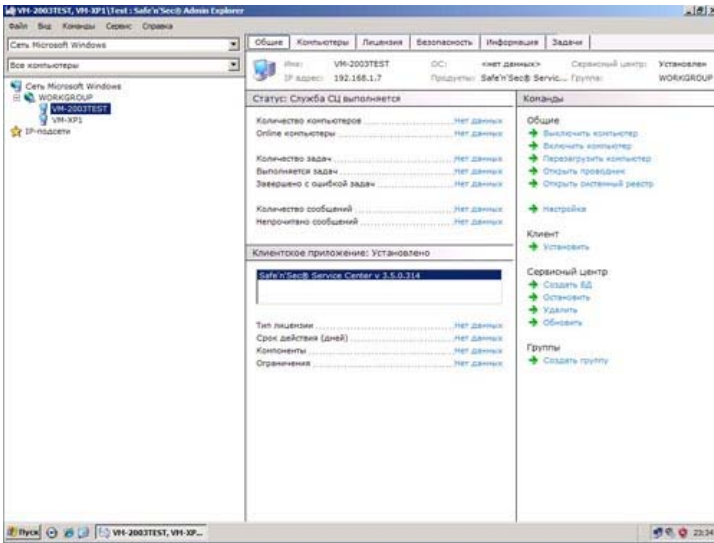 VM-2003TEST, VM-XP1\Test : Safe'n'Sec® Admin Explorer
Файл Вид Команды Сервис Справка
Сеть Microsoft Windows
Все компьютеры
Сеть Microsoft Windows
WORKGROUP
VM-2003TEST
VM-XP1
IP-подсети
Общие Компьютеры Лицензия Безопасность Информация Задачи
Имя: VM-2003TEST ОС: <нет данных> Сервисный центр: Установлен
IP адрес: 192.168.1.7 Продукты: Safe'n'Sec® Servic... Группа: WORKGROUP
Статус: Служба СЦ выполняется
Количество компьютеров Нет данных
Online компьютеры Нет данных
Количество задач Нет данных
Выполняется задач Нет данных
Завершено с ошибкой задач Нет данных
Количество сообщений Нет данных
Непрочитано сообщений Нет данных
Клиентское приложение: Установлено
Safe'n'Sec® Service Center v 3.5.0.314
Тип лицензии Нет данных
Срок действия (дней) Нет данных
Компоненты Нет данных
Ограничения Нет данных
Команды
Общие
Выключить компьютер
Включить компьютер
Перезагрузить компьютер
Открыть проводник
Открыть системный реестр
Настройка
Клиент
Установить
Сервисный центр
Создать БД
Остановить
Удалить
Обновить
Группы
Создать группу
Пуск VM-2003TEST, VM-XP... 23:34